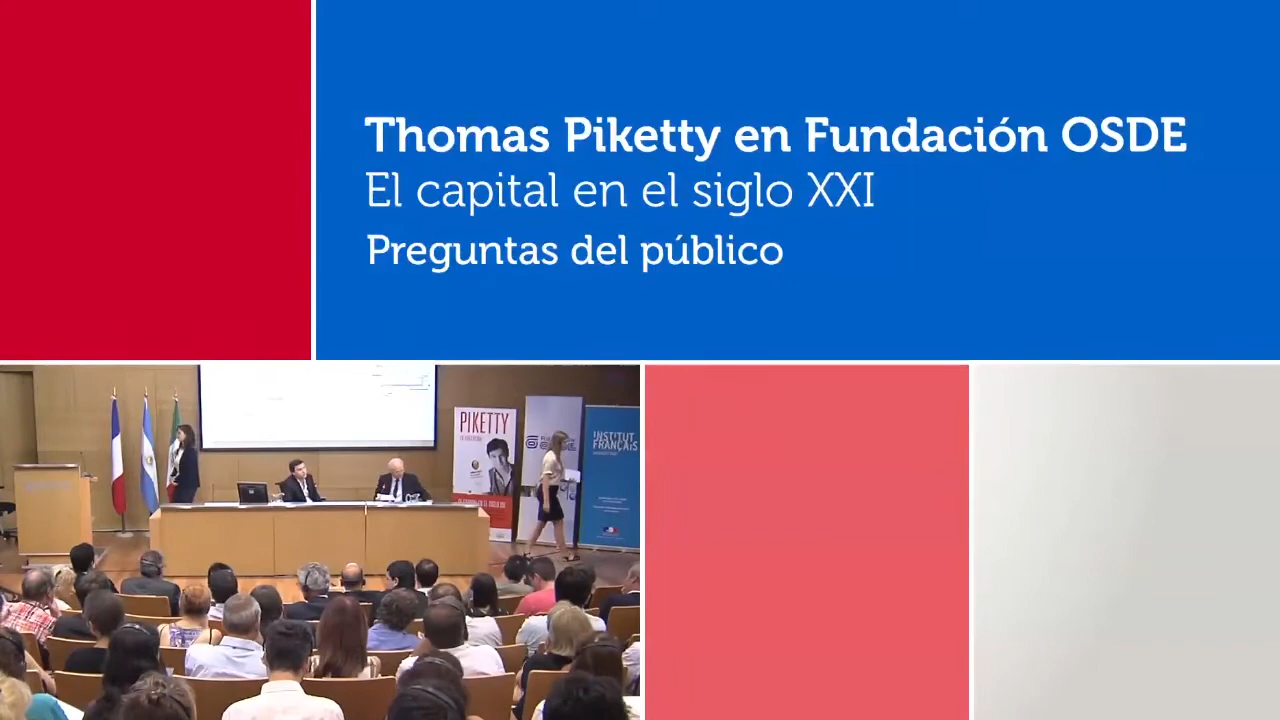 Thomas Piketty en Fundación OSDE
El capital en el siglo XXI
Preguntas del público
PIKETTY
INSTITUT
FRANÇAIS